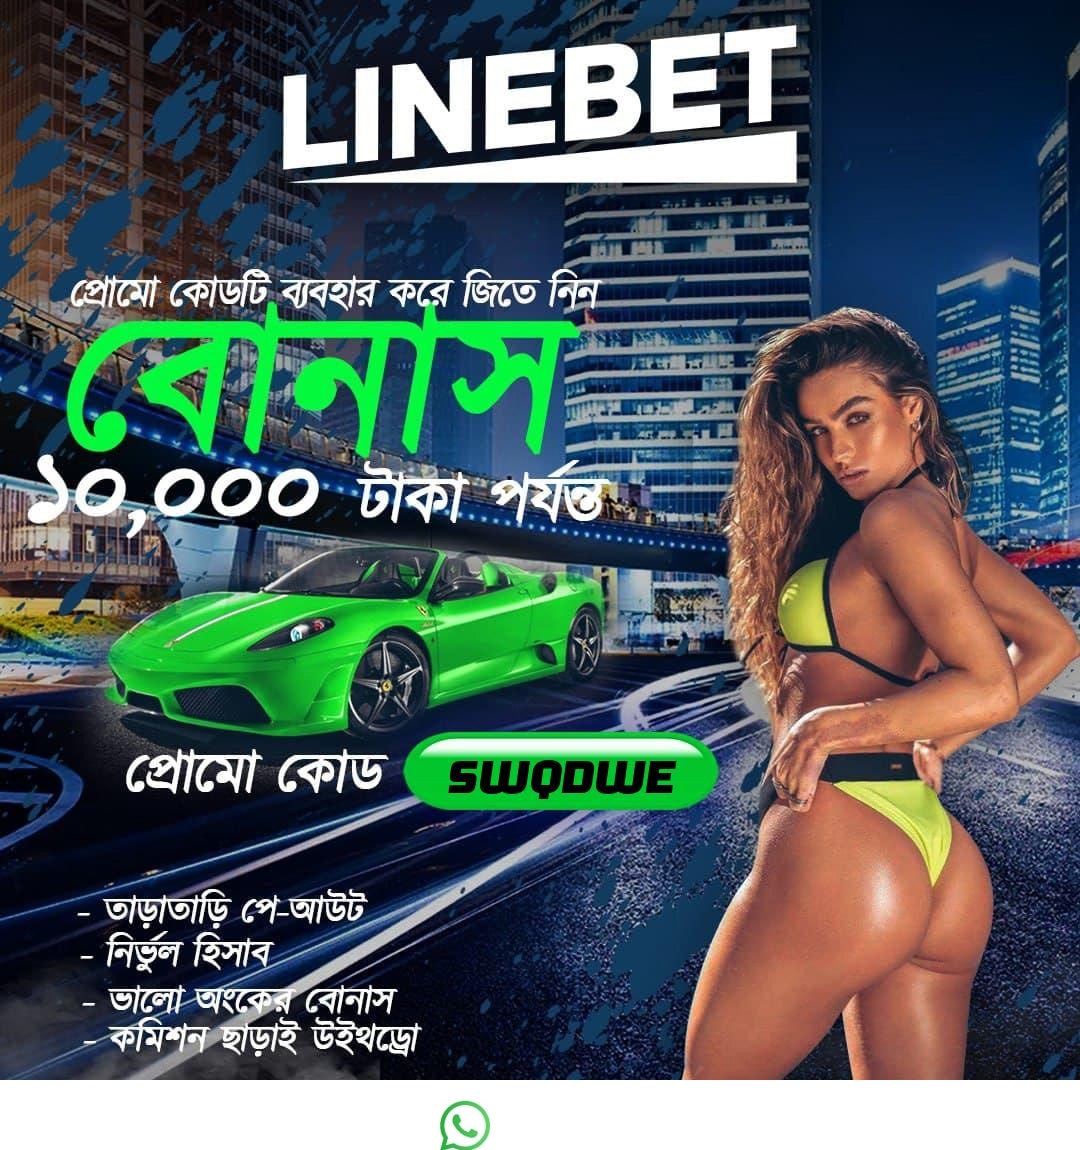 LINEBET
প্রোমো কোডটি ব্যবহার করে জিতে নিন
বোনাস
১০,০০০ টাকা পর্যন্ত
প্রোমো কোড SWQDWE
- তাড়াতাড়ি পে-আউট
- নির্ভুল হিসাব
- ভালো অংকের বোনাস
- কমিশন ছাড়াই উইথড্রো